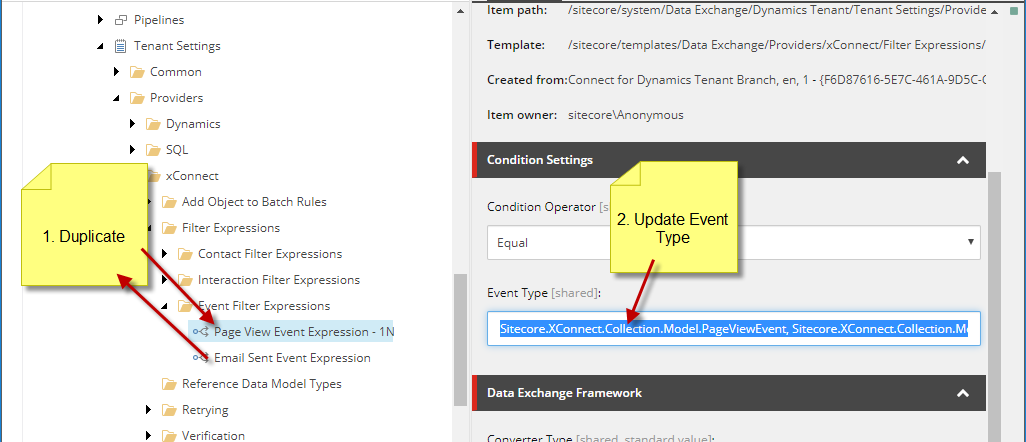 Pipelines
Tenant Settings
Common
Providers
Dynamics
SQL
xConnect
Add Object to Batch Rules
Filter Expressions
Contact Filter Expressions
Interaction Filter Expressions
Event Filter Expressions
Page View Event Expression - 1N
Email Sent Event Expression
Reference Data Model Types
Retrying
Verification
1. Duplicate
Item path: /sitecore/system/Data Exchange/Dynamics Tenant/Tenant Settings/Provide
Template: /sitecore/templates/Data Exchange/Providers/xConnect/Filter Expressions/
Created from: Connect for Dynamics Tenant Branch, en, 1 - {F6D87616-5E7C-461A-9D5C-C
Item owner: sitecore\Anonymous
Condition Settings
Condition Operator [s
Equal
2. Update Event
Type
Event Type [shared]:
Sitecore.XConnect.Collection.Model.PageViewEvent, Sitecore.XConnect.Collection.Mo
Data Exchange Framework
Converter Type [shared, standard value]: